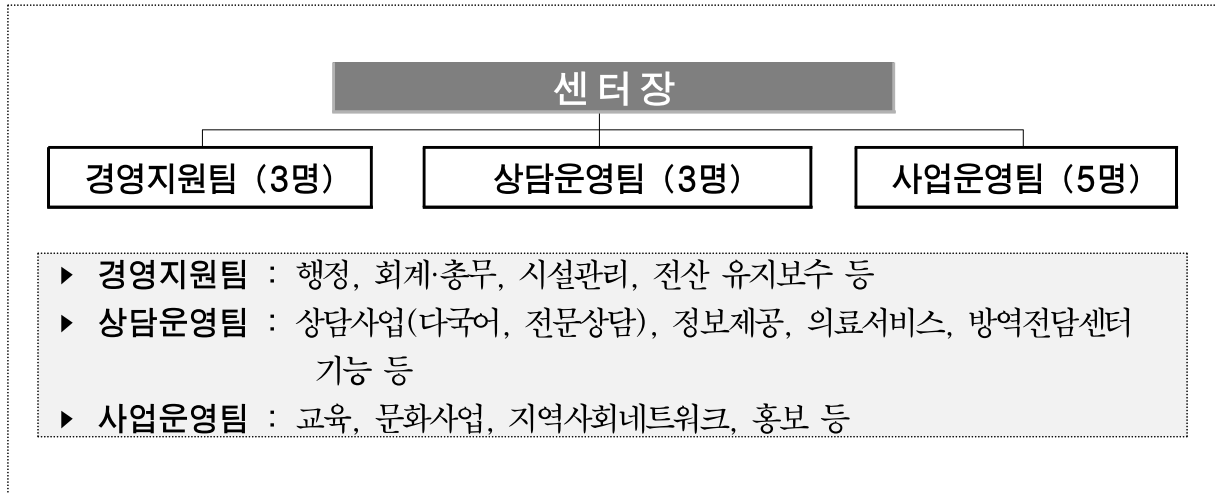 센터장
경영지원팀 (3명) 상담운영팀 (3명) 사업운영팀 (5명)
▶ 경영지원팀 : 행정, 회계·총무, 시설관리, 전산 유지보수 등
▶ 상담운영팀 : 상담사업(다국어, 전문상담), 정보제공, 의료서비스, 방역전담센터
기능 등
▶ 사업운영팀 : 교육, 문화사업, 지역사회네트워크, 홍보 등